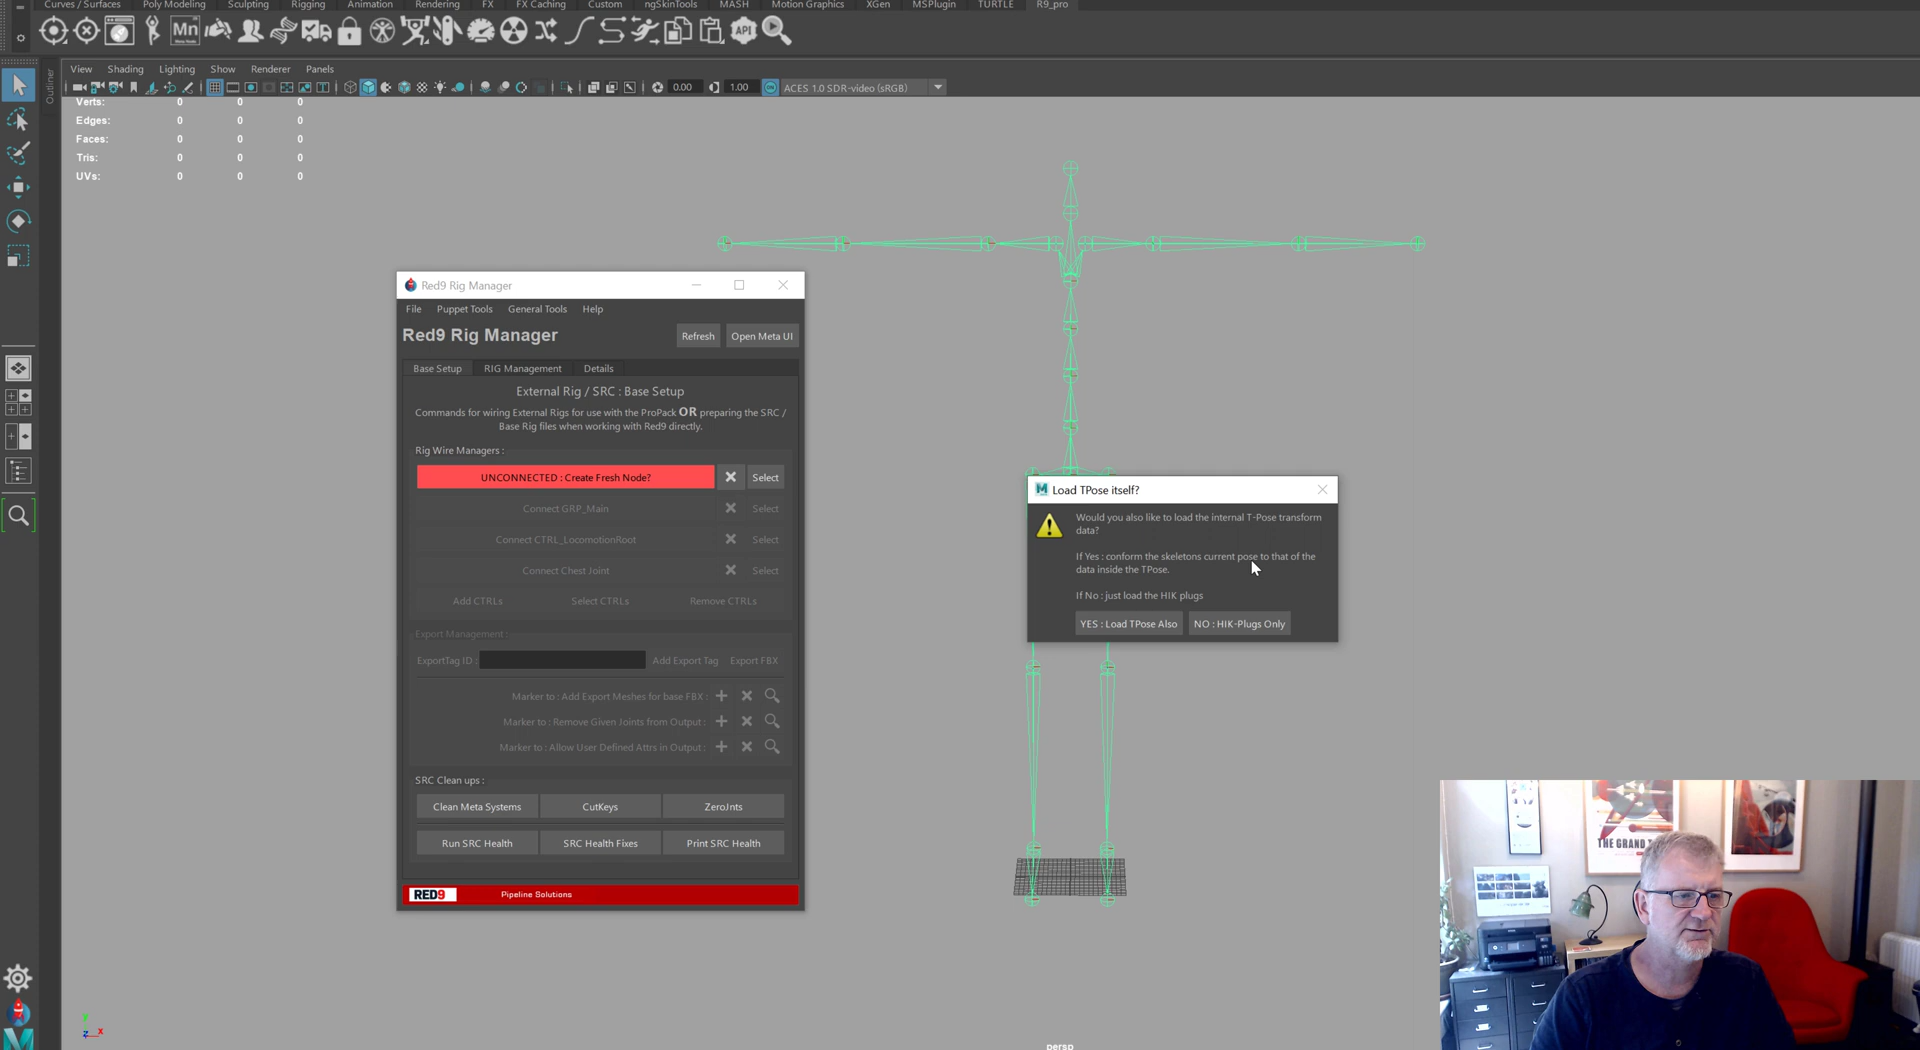 Curves / Surfaces Poly Modeling Sculpting Rigging Animation Rendering FX FX Caching Custom ngSkinTools MASH Motion Graphics XGen MSPlugin TURTLE R9_pro
Mn
API
View Shading Lighting Show Renderer Panels
Outliner
0.00 1.00 ACES 1.0 SDR-video (sRGB)
Verts: 0 0 0
Edges: 0 0 0
Faces: 0 0 0
Tris: 0 0 0
UVs: 0 0 0
Red9 Rig Manager
File Puppet Tools General Tools Help
Red9 Rig Manager Refresh Open Meta UI
Base Setup RIG Management Details
External Rig / SRC : Base Setup
Commands for wiring External Rigs for use with the ProPack OR preparing the SRC /
Base Rig files when working with Red9 directly.
Rig Wire Managers :
UNCONNECTED : Create Fresh Node? Select
Connect GRP_Main Select
Connect CTRL_LocomotionRoot Select
Connect Chest Joint Select
Add CTRLs Select CTRLs Remove CTRLs
Export Management :
ExportTag ID : Add Export Tag Export FBX
Marker to : Add Export Meshes for base FBX :
Marker to : Remove Given Joints from Output :
Marker to : Allow User Defined Attrs in Output :
SRC Clean ups :
Clean Meta Systems CutKeys ZeroJnts
Run SRC Health SRC Health Fixes Print SRC Health
RED9 Pipeline Solutions
M Load TPose itself?
Would you also like to load the internal T-Pose transform
data?
If Yes : conform the skeletons current pose to that of the
data inside the TPose.
If No : just load the HIK plugs
YES : Load TPose Also NO : HIK-Plugs Only
THE GRAND
y
z x
persp